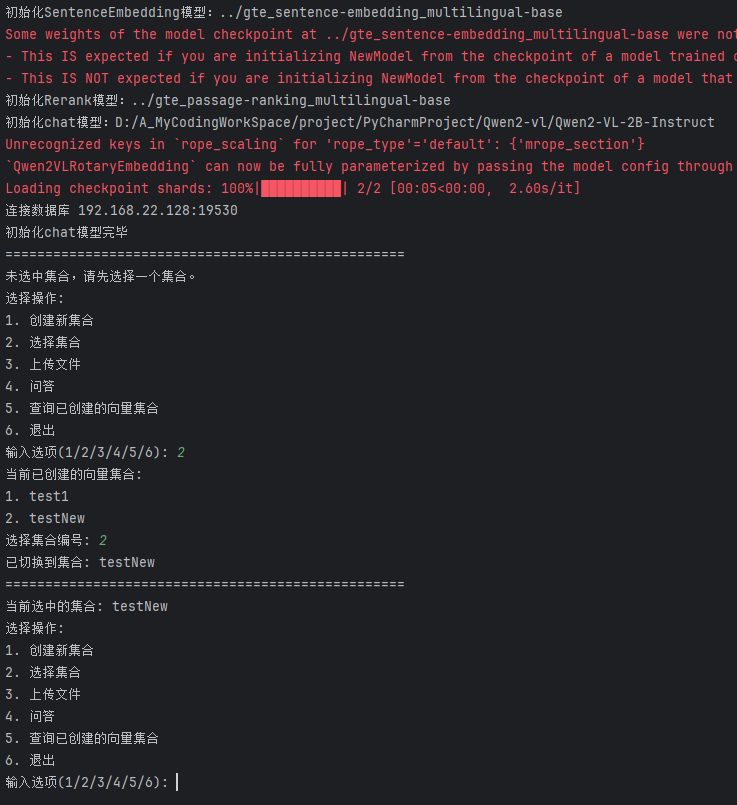 初始化SentenceEmbedding模型: ../gte_sentence-embedding_multilingual-base
Some weights of the model checkpoint at ../gte_sentence-embedding_multilingual-base were not
- This IS expected if you are initializing NewModel from the checkpoint of a model trained
- This IS NOT expected if you are initializing NewModel from the checkpoint of a model that
初始化Rerank模型: ../gte_passage-ranking_multilingual-base
初始化chat模型: D:/A_MyCodingWorkSpace/project/PyCharmProject/Qwen2-vl/Qwen2-VL-2B-Instruct
Unrecognized keys in `rope_scaling` for 'rope_type'='default': {'mrope_section'}
`Qwen2VLRotaryEmbedding` can now be fully parameterized by passing the model config through
Loading checkpoint shards: 100%|██████████| 2/2 [00:05<00:00,  2.60s/it]
连接数据库 192.168.22.128:19530
初始化chat模型完毕
==================================================
未选中集合，请先选择一个集合。
选择操作:
1. 创建新集合
2. 选择集合
3. 上传文件
4. 问答
5. 查询已创建的向量集合
6. 退出
输入选项(1/2/3/4/5/6): 2
当前已创建的向量集合:
1. test1
2. testNew
选择集合编号: 2
已切换到集合: testNew
==================================================
当前选中的集合: testNew
选择操作:
1. 创建新集合
2. 选择集合
3. 上传文件
4. 问答
5. 查询已创建的向量集合
6. 退出
输入选项(1/2/3/4/5/6):